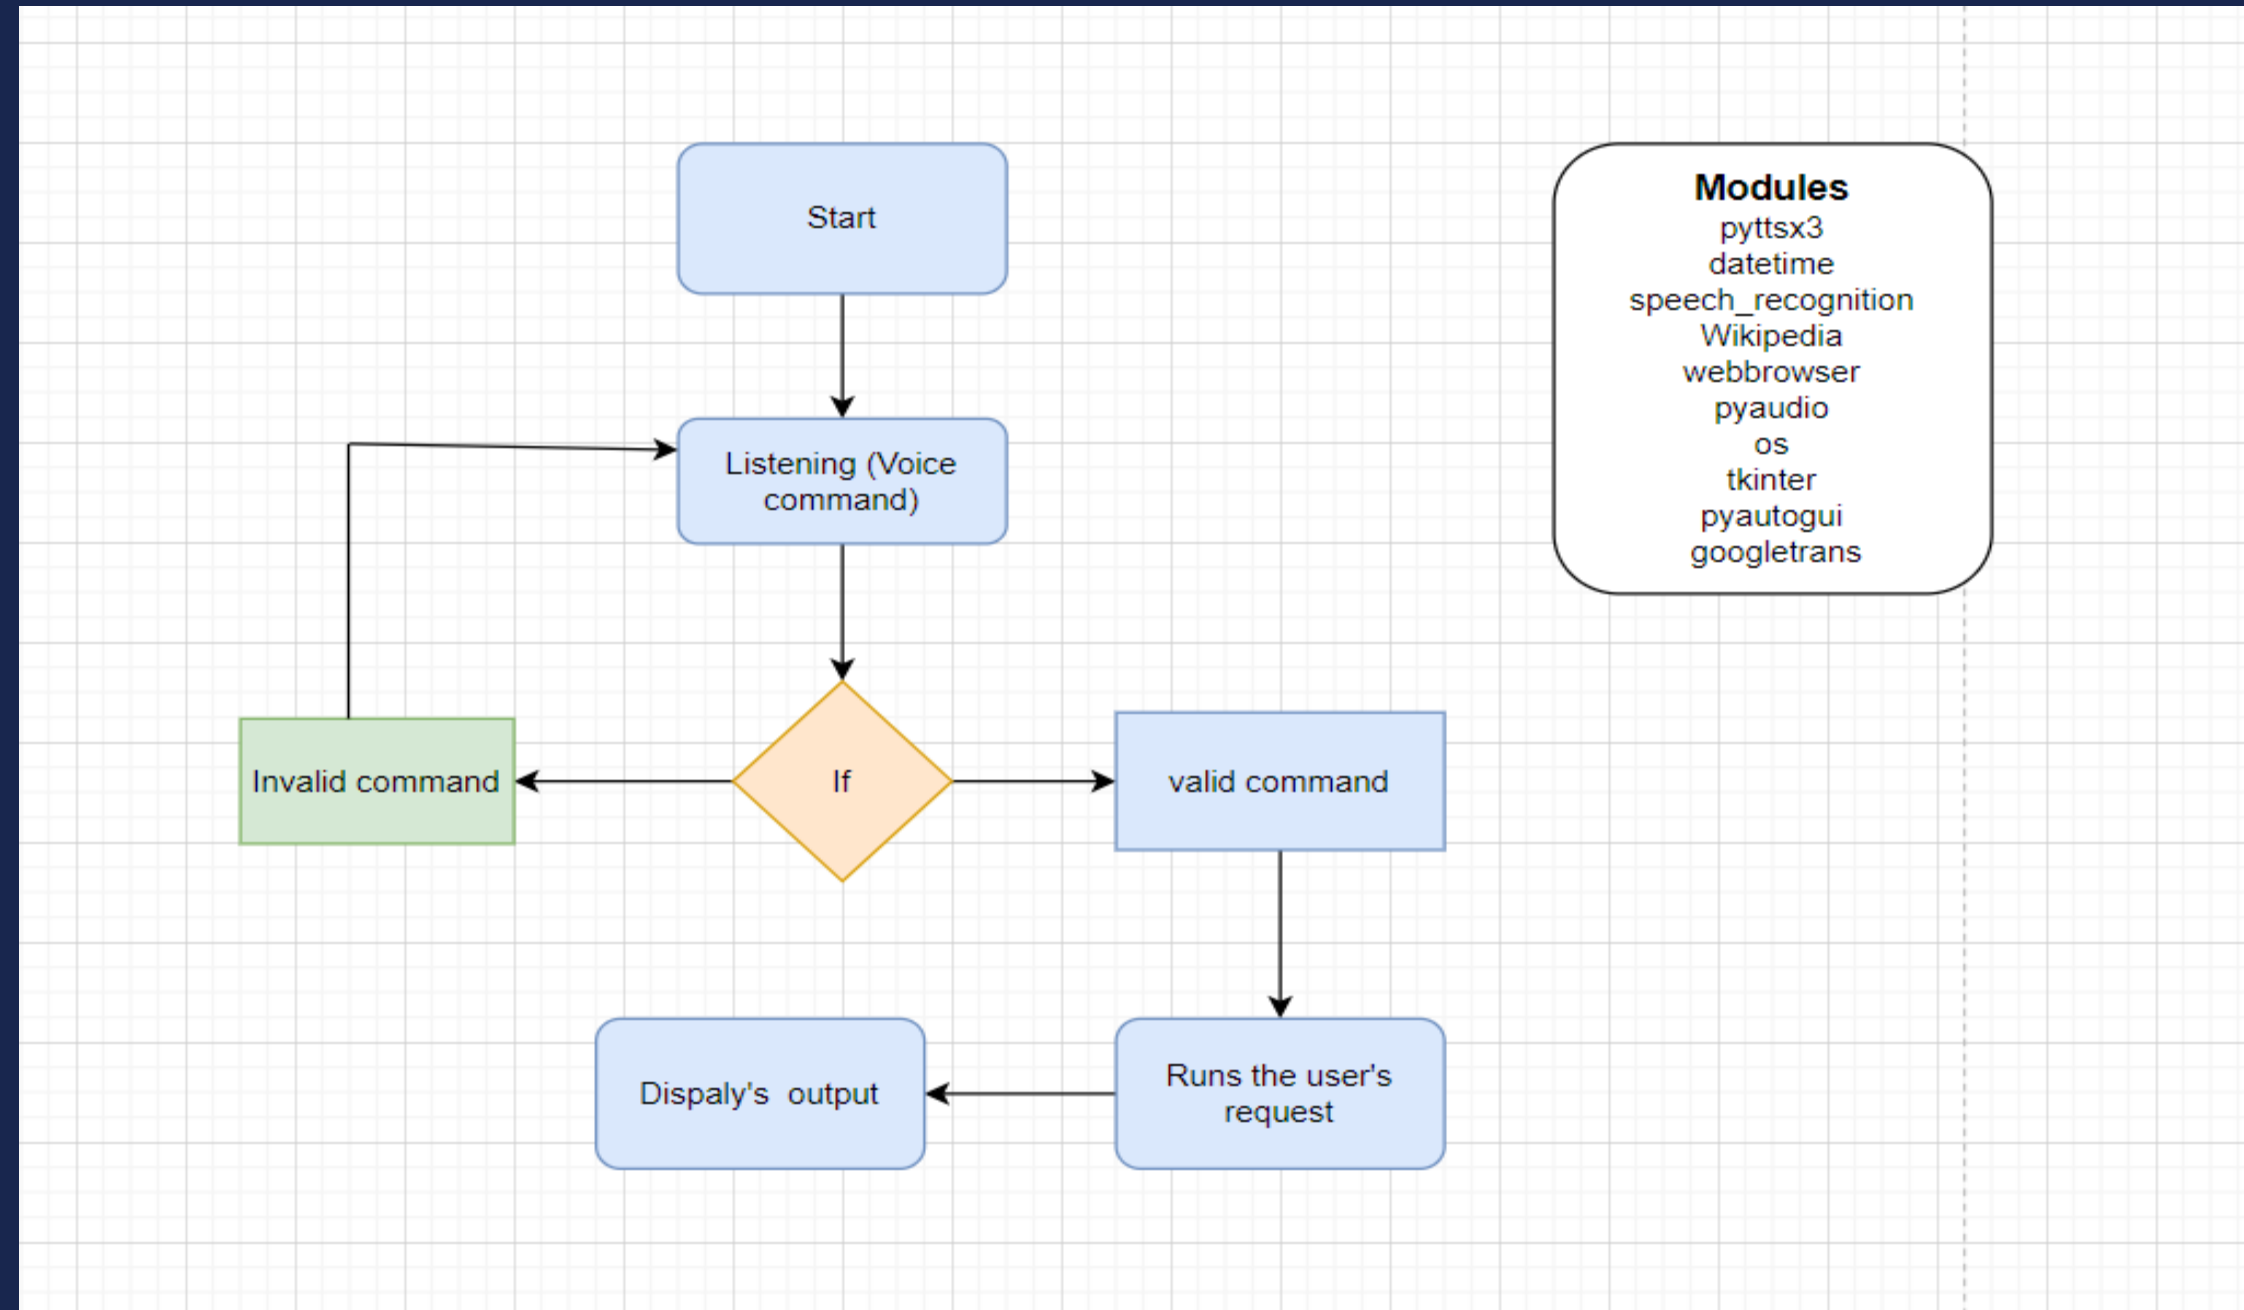 Start
Listening (Voice
command)
If
Invalid command
valid command
Runs the user's
request
Dispaly's  output
Modules
pyttsx3
datetime
speech_recognition
Wikipedia
webbrowser
pyaudio
os
tkinter
pyautogui
googletrans